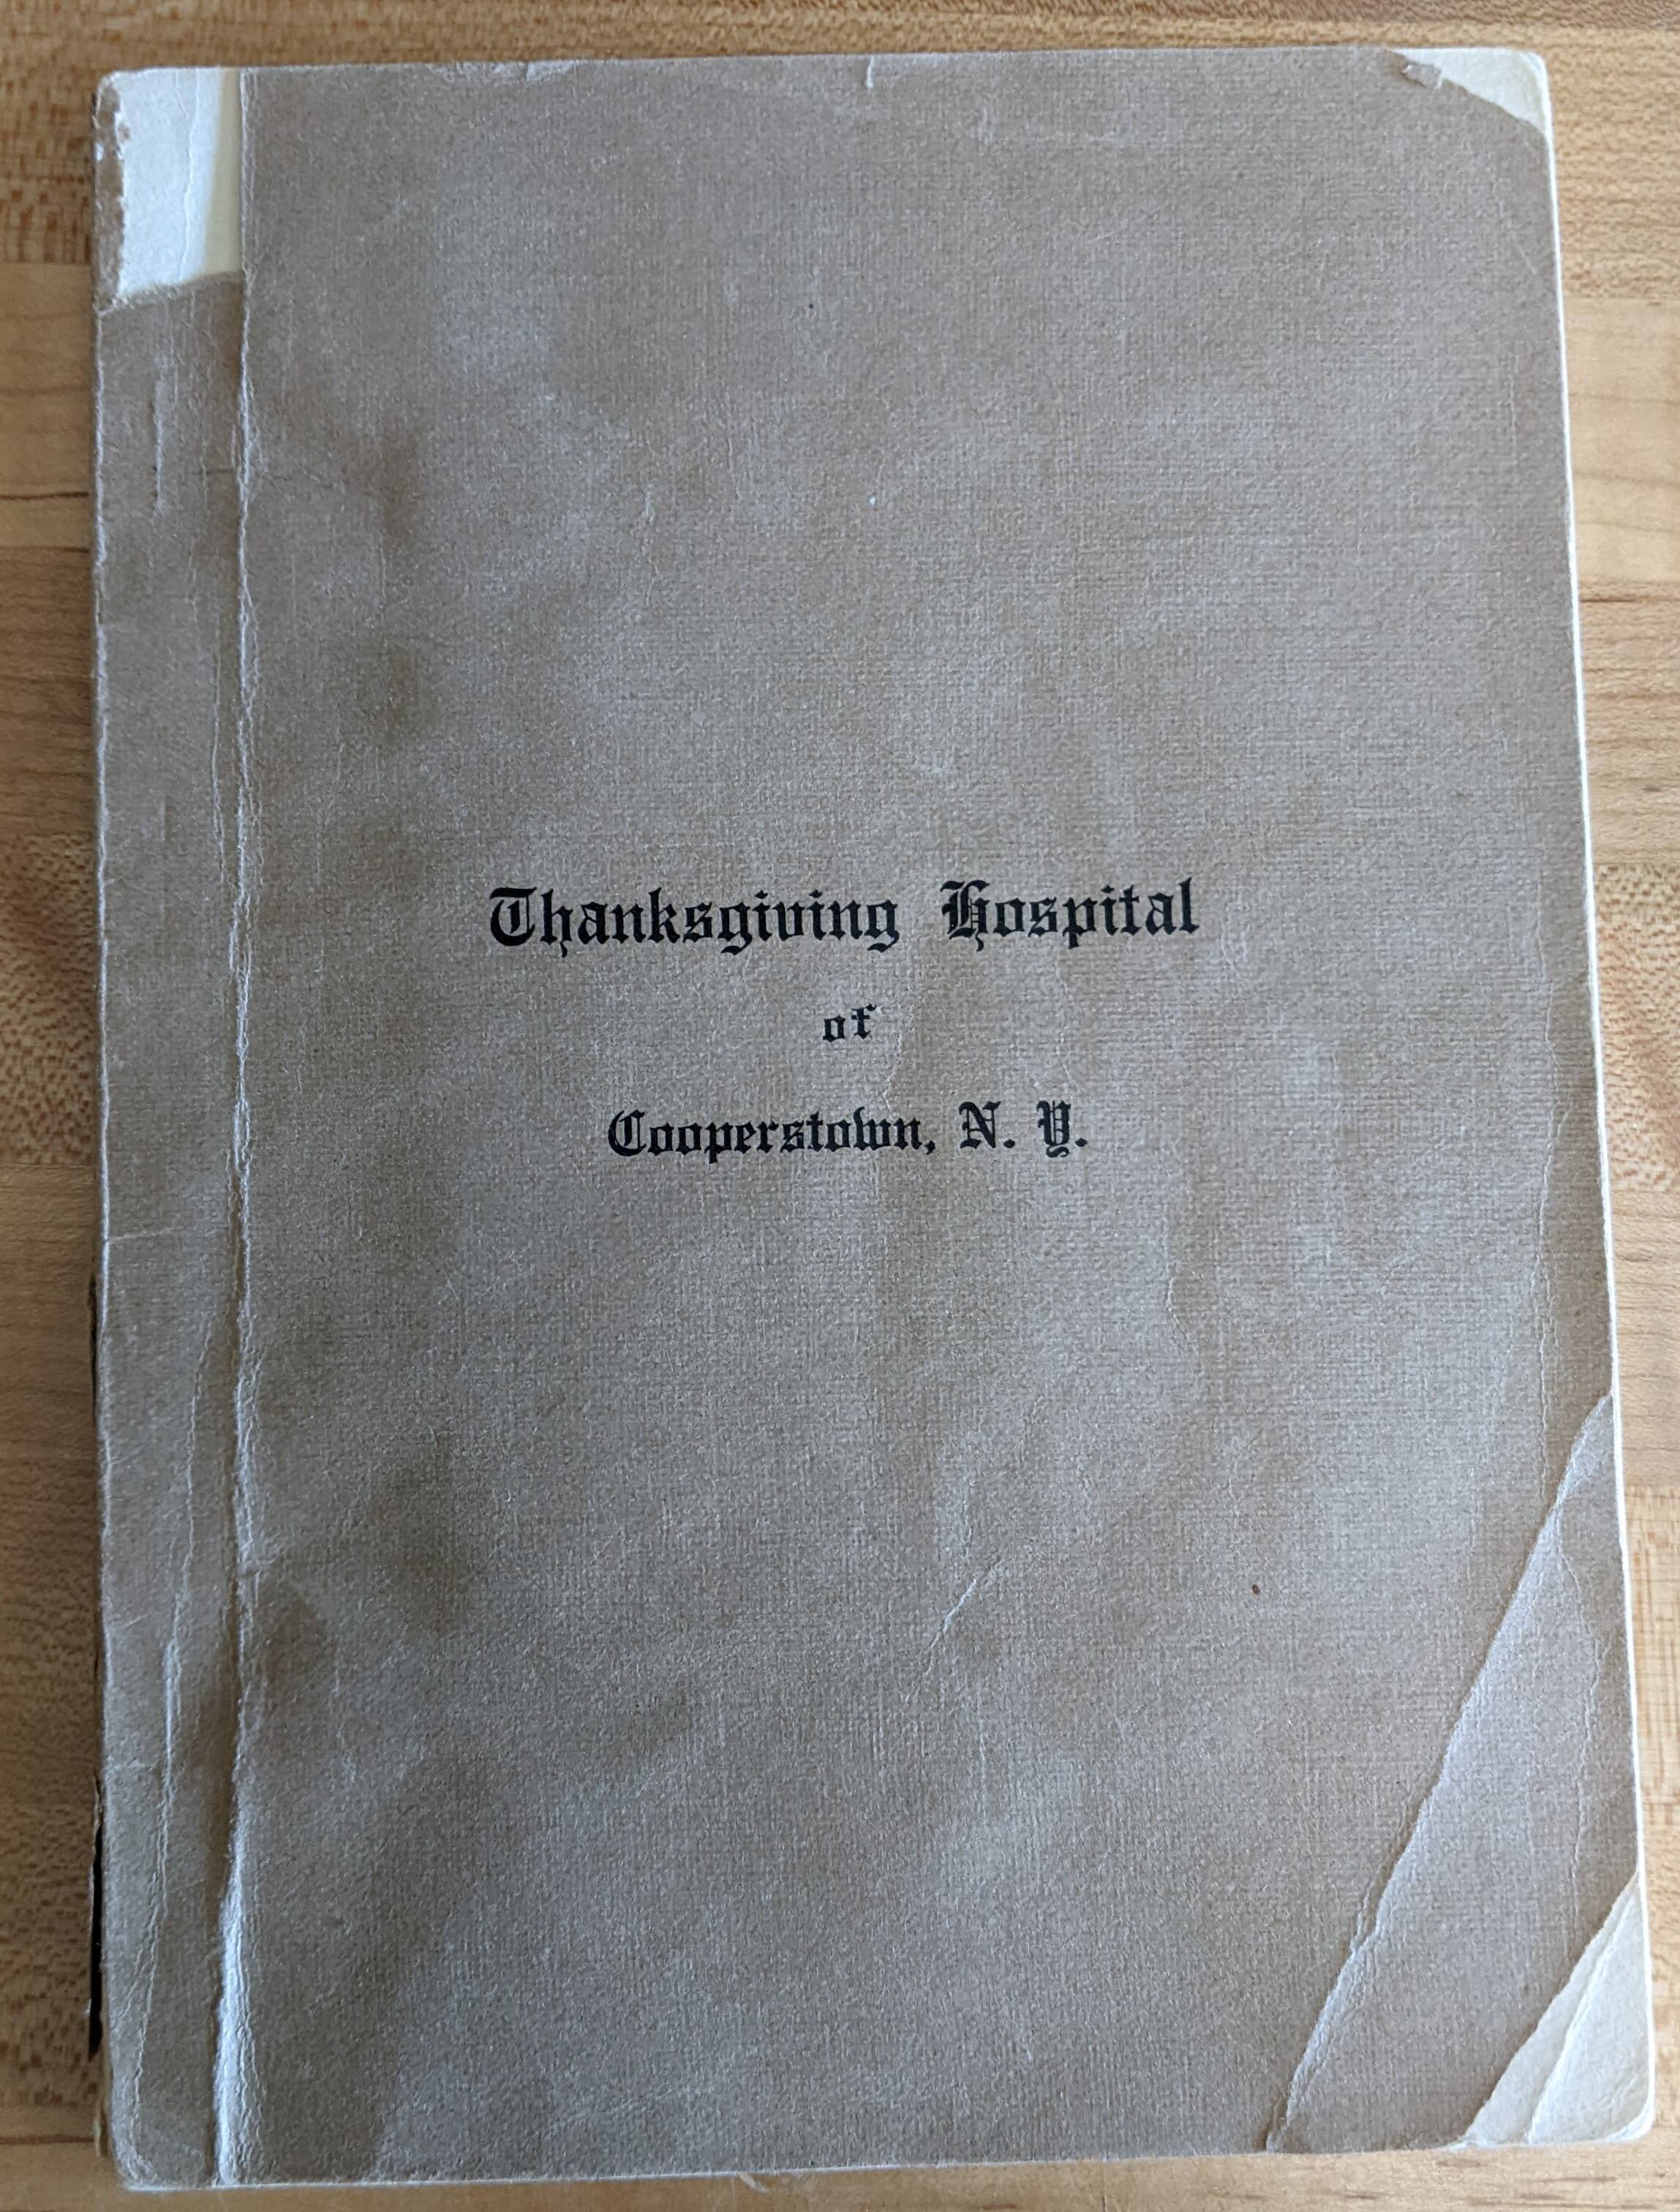 Thanksgiving Hospital
of
Cooperstown, N. Y.